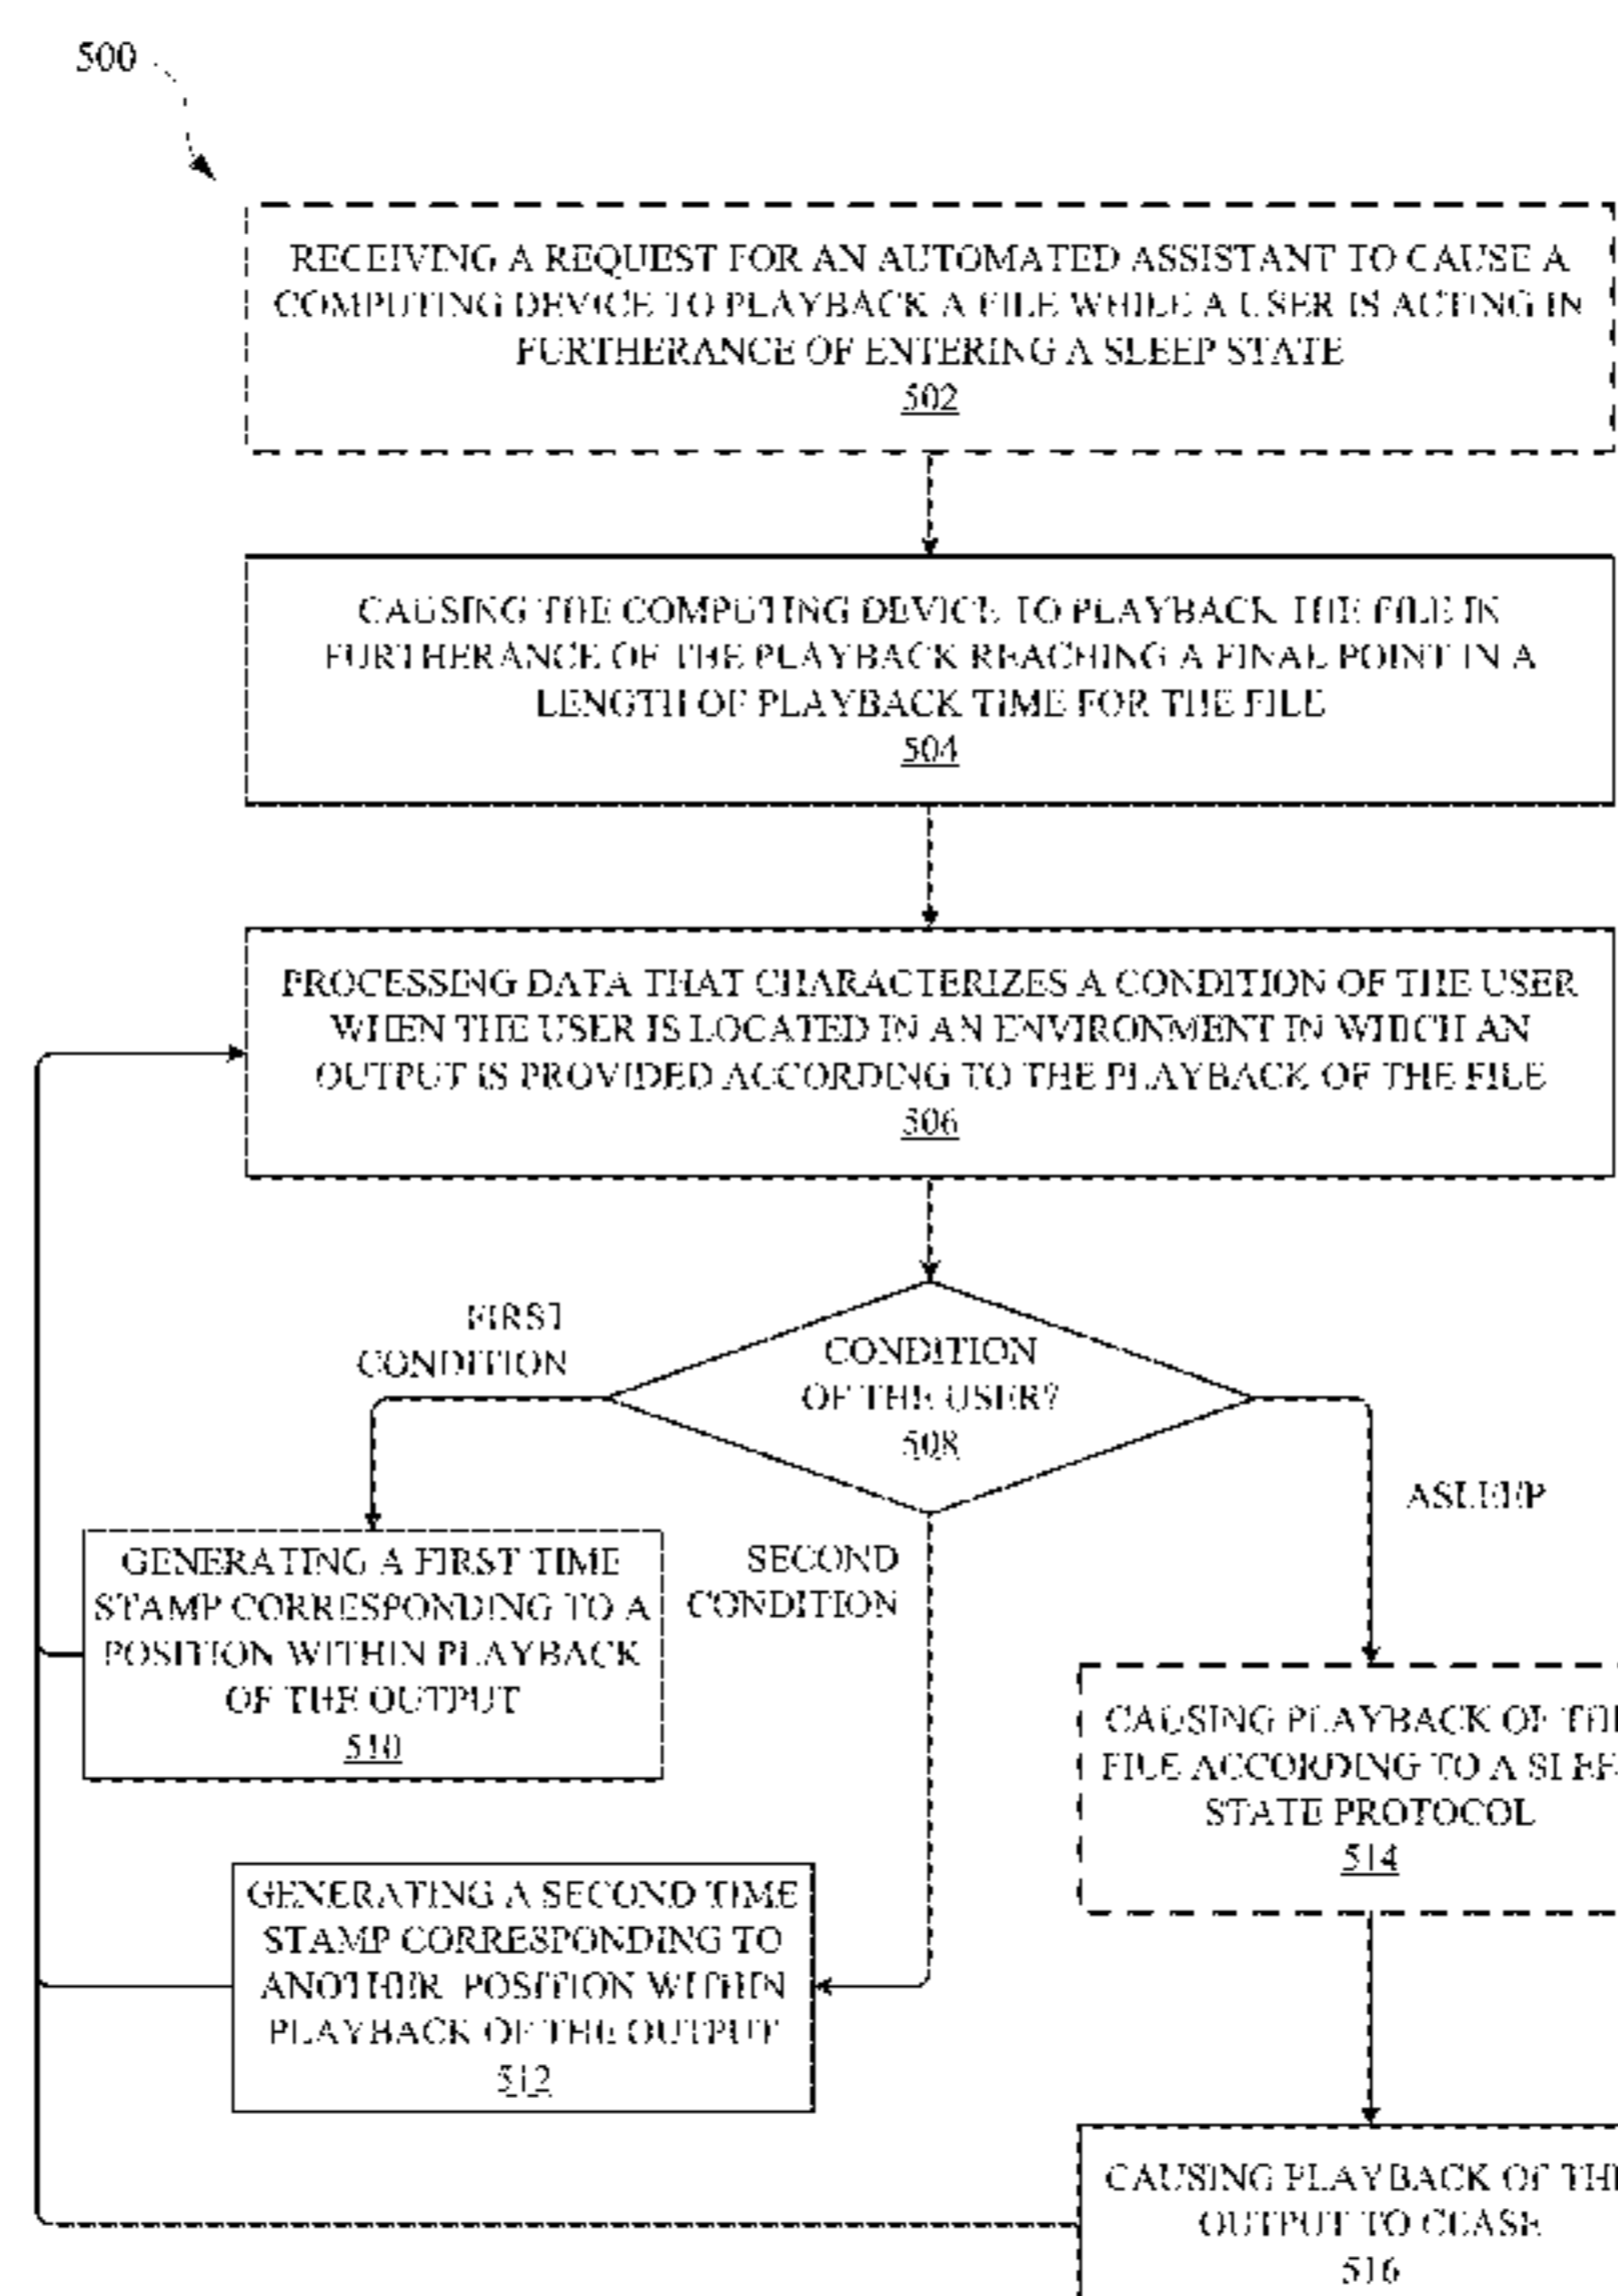 500
RECEIVING A REQUEST FOR AN AUTOMATED ASSISTANT TO CAUSE A
COMPUTING DEVICE TO PLAYBACK A FILE WHILE A USER IS ACTING IN
FURTHERANCE OF ENTERING A SLEEP STATE
502
CAUSING THE COMPUTING DEVICE TO PLAYBACK THE FILE IN
FURTHERANCE OF THE PLAYBACK REACHING A FINAL POINT IN A
LENGTH OF PLAYBACK TIME FOR THE FILE
504
PROCESSING DATA THAT CHARACTERIZES A CONDITION OF THE USER
WHEN THE USER IS LOCATED IN AN ENVIRONMENT IN WHICH AN
OUTPUT IS PROVIDED ACCORDING TO THE PLAYBACK OF THE FILE
506
FIRST
CONDITION
CONDITION
OF THE USER?
508
ASLEEP
SECOND
CONDITION
GENERATING A FIRST TIME
STAMP CORRESPONDING TO A
POSITION WITHIN PLAYBACK
OF THE OUTPUT
510
CAUSING PLAYBACK OF THE
FILE ACCORDING TO A SLEEP
STATE PROTOCOL
514
GENERATING A SECOND TIME
STAMP CORRESPONDING TO
ANOTHER POSITION WITHIN
PLAYBACK OF THE OUTPUT
512
CAUSING PLAYBACK OF THE
OUTPUT TO CEASE
516